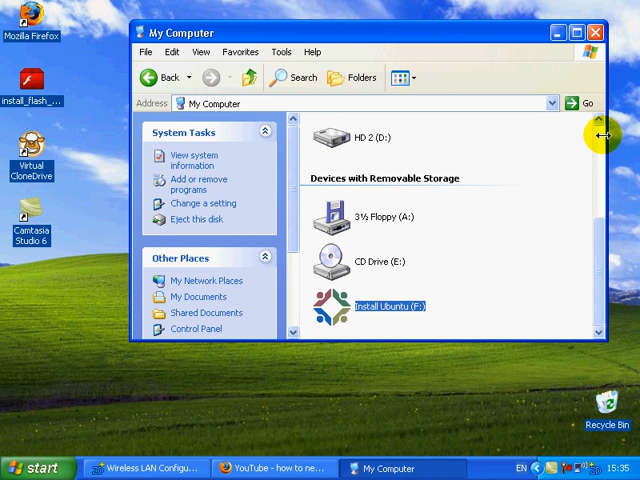 Mozilla Firefox
install_flash_...
Virtual
CloneDrive
Camtasia
Studio 6
My Computer
File Edit View Favorites Tools Help
Back Search Folders
Address My Computer Go
System Tasks
View system
information
Add or remove
programs
Change a setting
Eject this disk
Other Places
My Network Places
My Documents
Shared Documents
Control Panel
HD 2 (D:)
Devices with Removable Storage
3½ Floppy (A:)
CD Drive (E:)
Install Ubuntu (F:)
Recycle Bin
start Wireless LAN Configu... YouTube - how to ne... My Computer EN 15:35